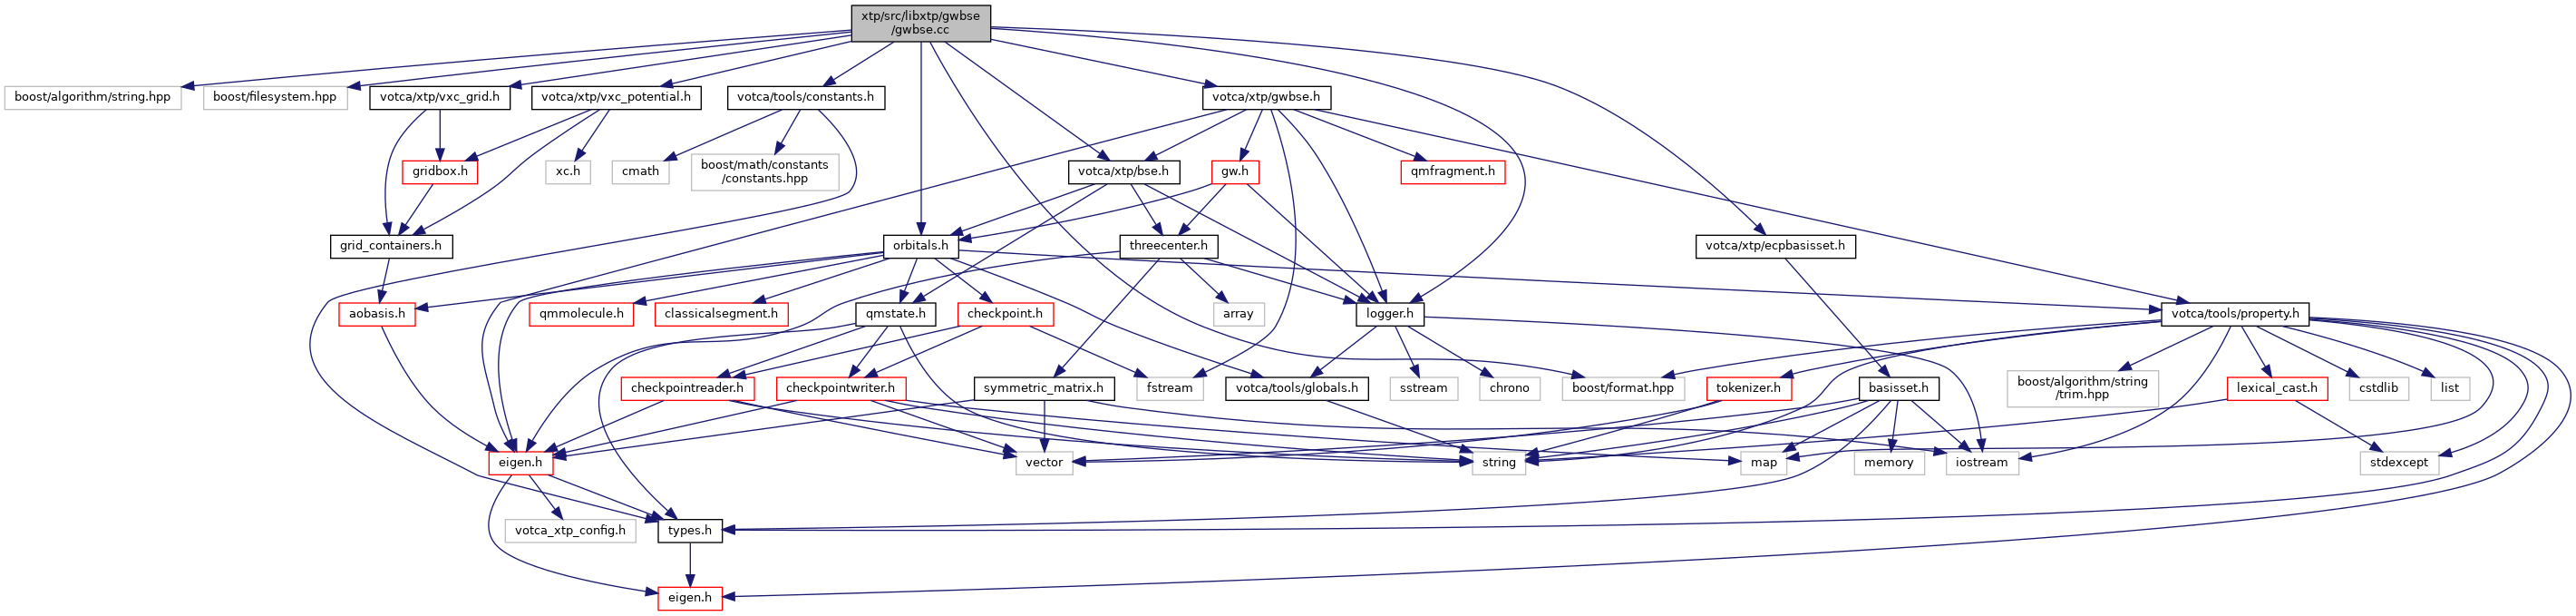 xtp/src/libxtp/gwbse
/gwbse.cc
boost/algorithm/string.hpp
boost/filesystem.hpp
votca/xtp/vxc_grid.h
votca/xtp/vxc_potential.h
votca/tools/constants.h
votca/xtp/gwbse.h
gridbox.h
xc.h
cmath
boost/math/constants
/constants.hpp
votca/xtp/bse.h
gw.h
qmfragment.h
grid_containers.h
orbitals.h
threecenter.h
votca/xtp/ecpbasisset.h
aobasis.h
qmmolecule.h
classicalsegment.h
qmstate.h
checkpoint.h
array
logger.h
votca/tools/property.h
checkpointreader.h
checkpointwriter.h
symmetric_matrix.h
fstream
votca/tools/globals.h
sstream
chrono
boost/format.hpp
tokenizer.h
basisset.h
boost/algorithm/string
/trim.hpp
lexical_cast.h
cstdlib
list
eigen.h
vector
string
map
memory
iostream
stdexcept
votca_xtp_config.h
types.h
eigen.h